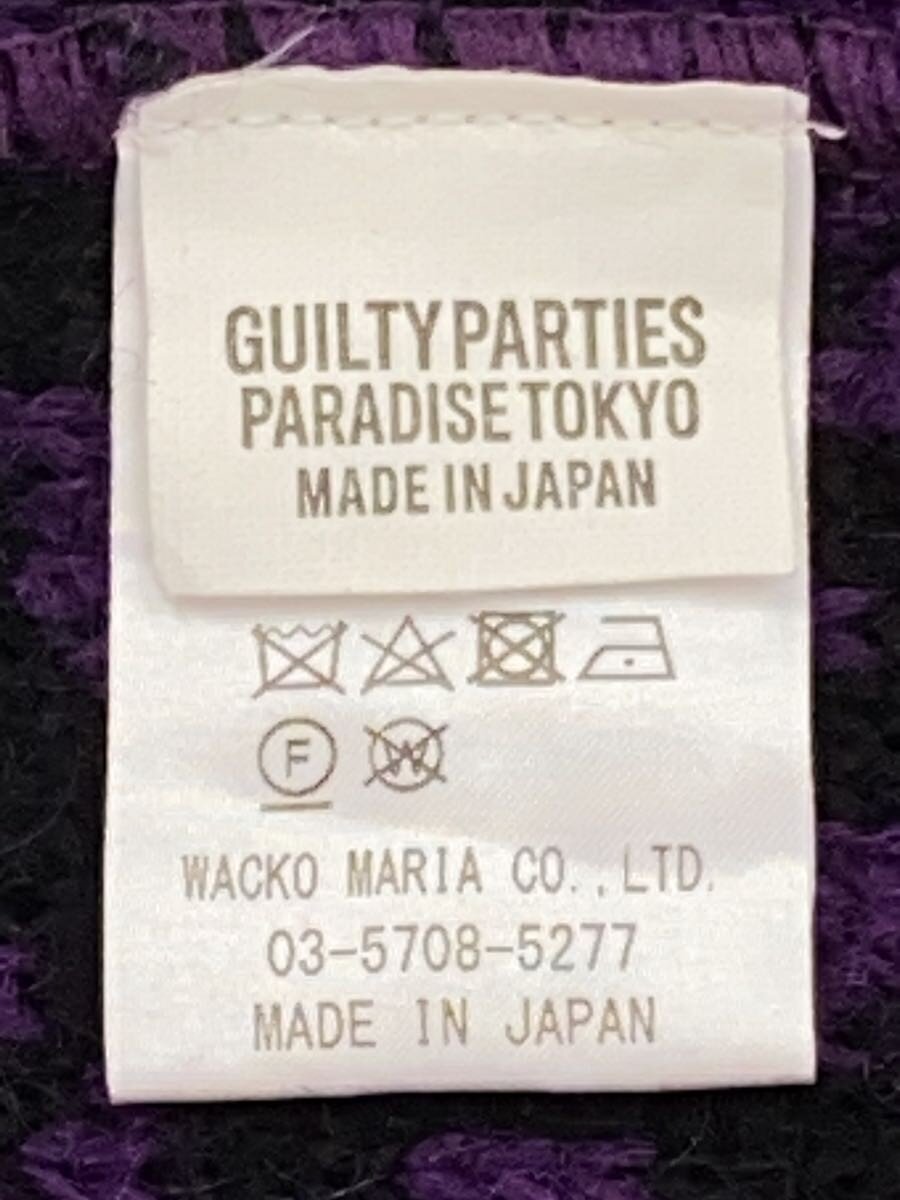 GUILTY PARTIES
PARADISE TOKYO
MADE IN JAPAN
F W
WACKO MARIA CO.,LTD.
03-5708-5277
MADE IN JAPAN